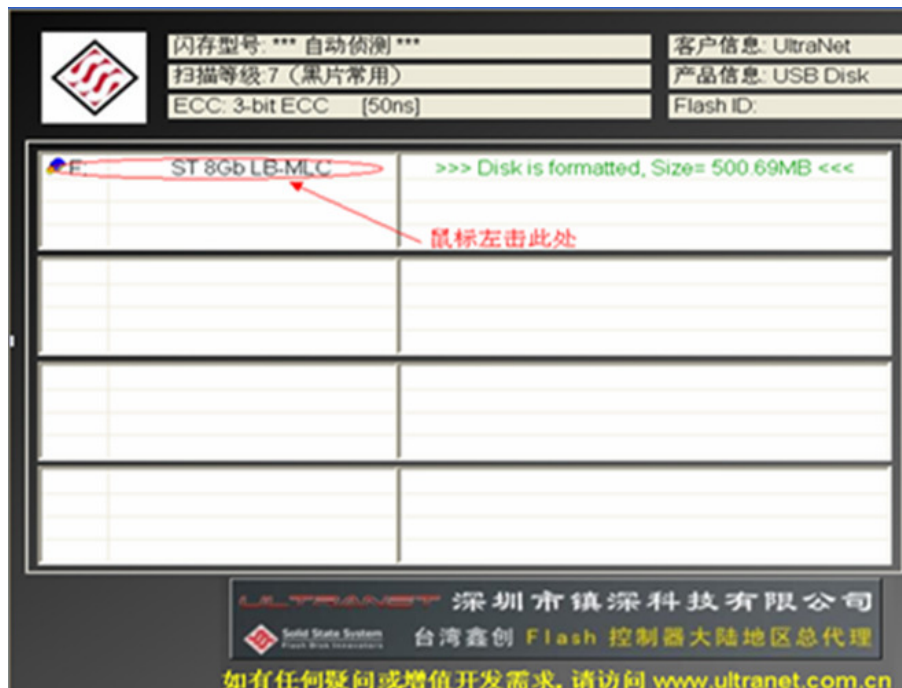 闪存型号: *** 自动侦测 ***
客户信息: UltraNet
扫描等级:7（黑片常用）
产品信息: USB Disk
ECC: 3-bit ECC [50ns]
Flash ID:
F: ST 8Gb LB-MLC >>> Disk is formatted, Size= 500.69MB <<<
鼠标左击此处
ULTRANET 深圳市镇深科技有限公司
Solid State System 台湾鑫创 Flash 控制器大陆地区总代理
Flash Disk Innovators
如有任何疑问或增值开发需求, 请访问 www.ultranet.com.cn